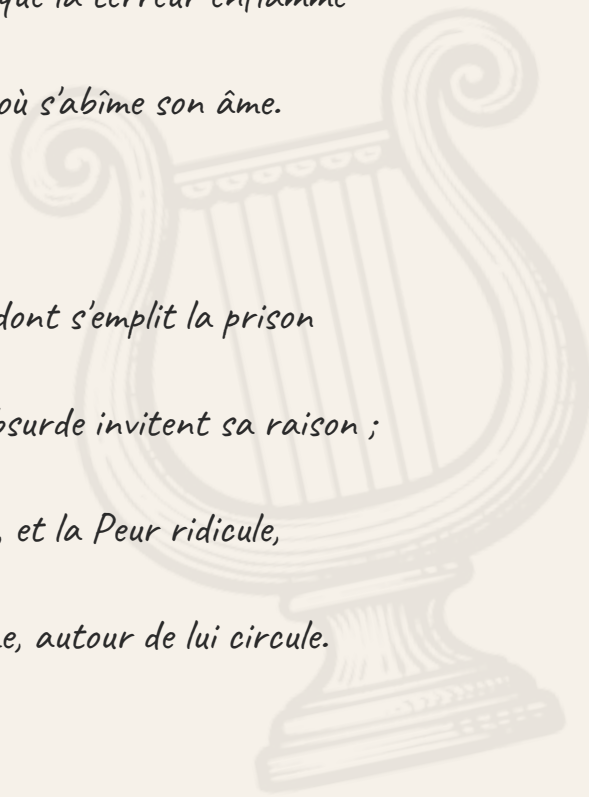 où s'abîme son âme.
dont s'emplit la prison
invitent sa raison ;
, et la Peur ridicule,
autour de lui circule.